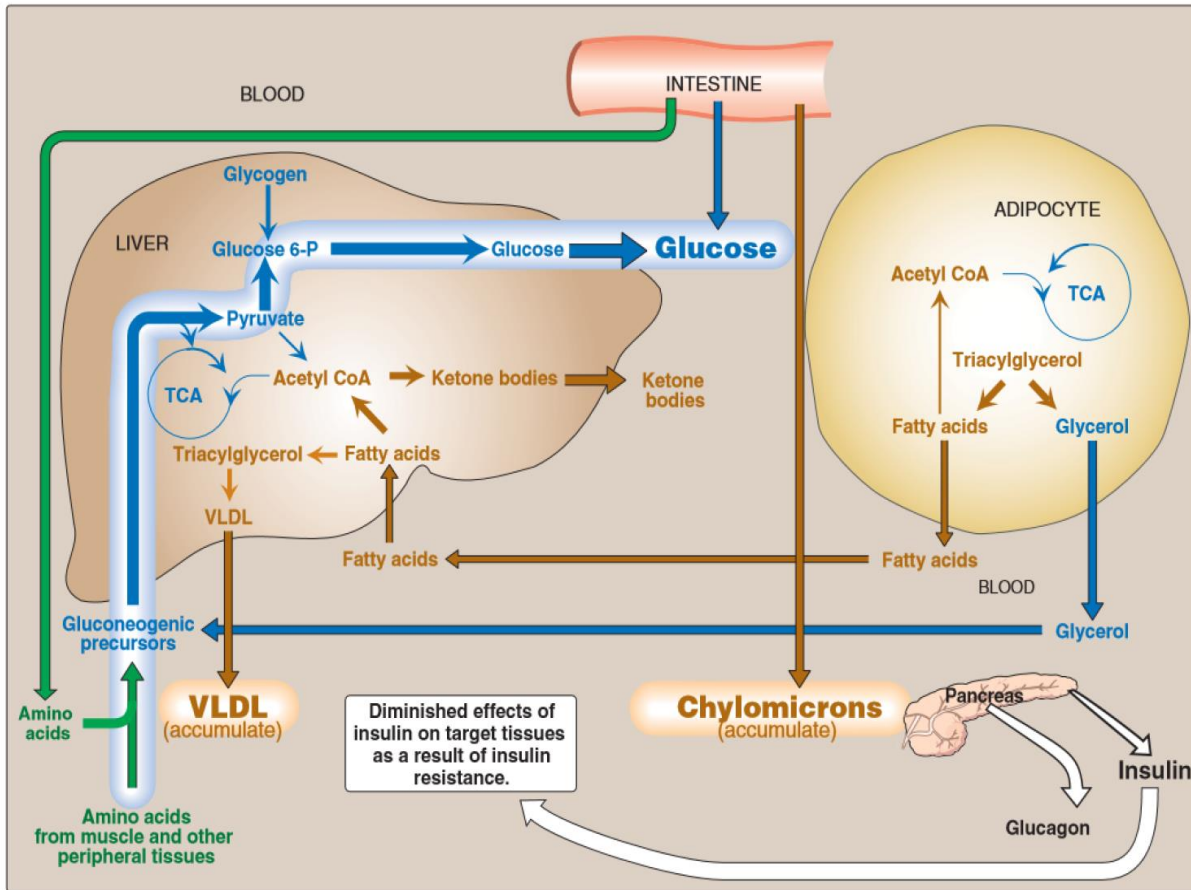 INTESTINE
BLOOD
Glycogen
ADIPOCYTE
LIVER
Glucose 6-P
Glucose
Glucose
Acetyl CoA
TCA
Pyruvate
Triacylglycerol
Acetyl CoA
Ketone bodies
Ketone
bodies
TCA
Fatty acids
Glycerol
Triacylglycerol
Fatty acids
VLDL
Fatty acids
Fatty acids
BLOOD
Gluconeogenic
precursors
Glycerol
Amino
acids
VLDL
(accumulate)
Diminished effects of
insulin on target tissues
as a result of insulin
resistance.
Chylomicrons
(accumulate)
Pancreas
Insulin
Glucagon
Amino acids
from muscle and other
peripheral tissues